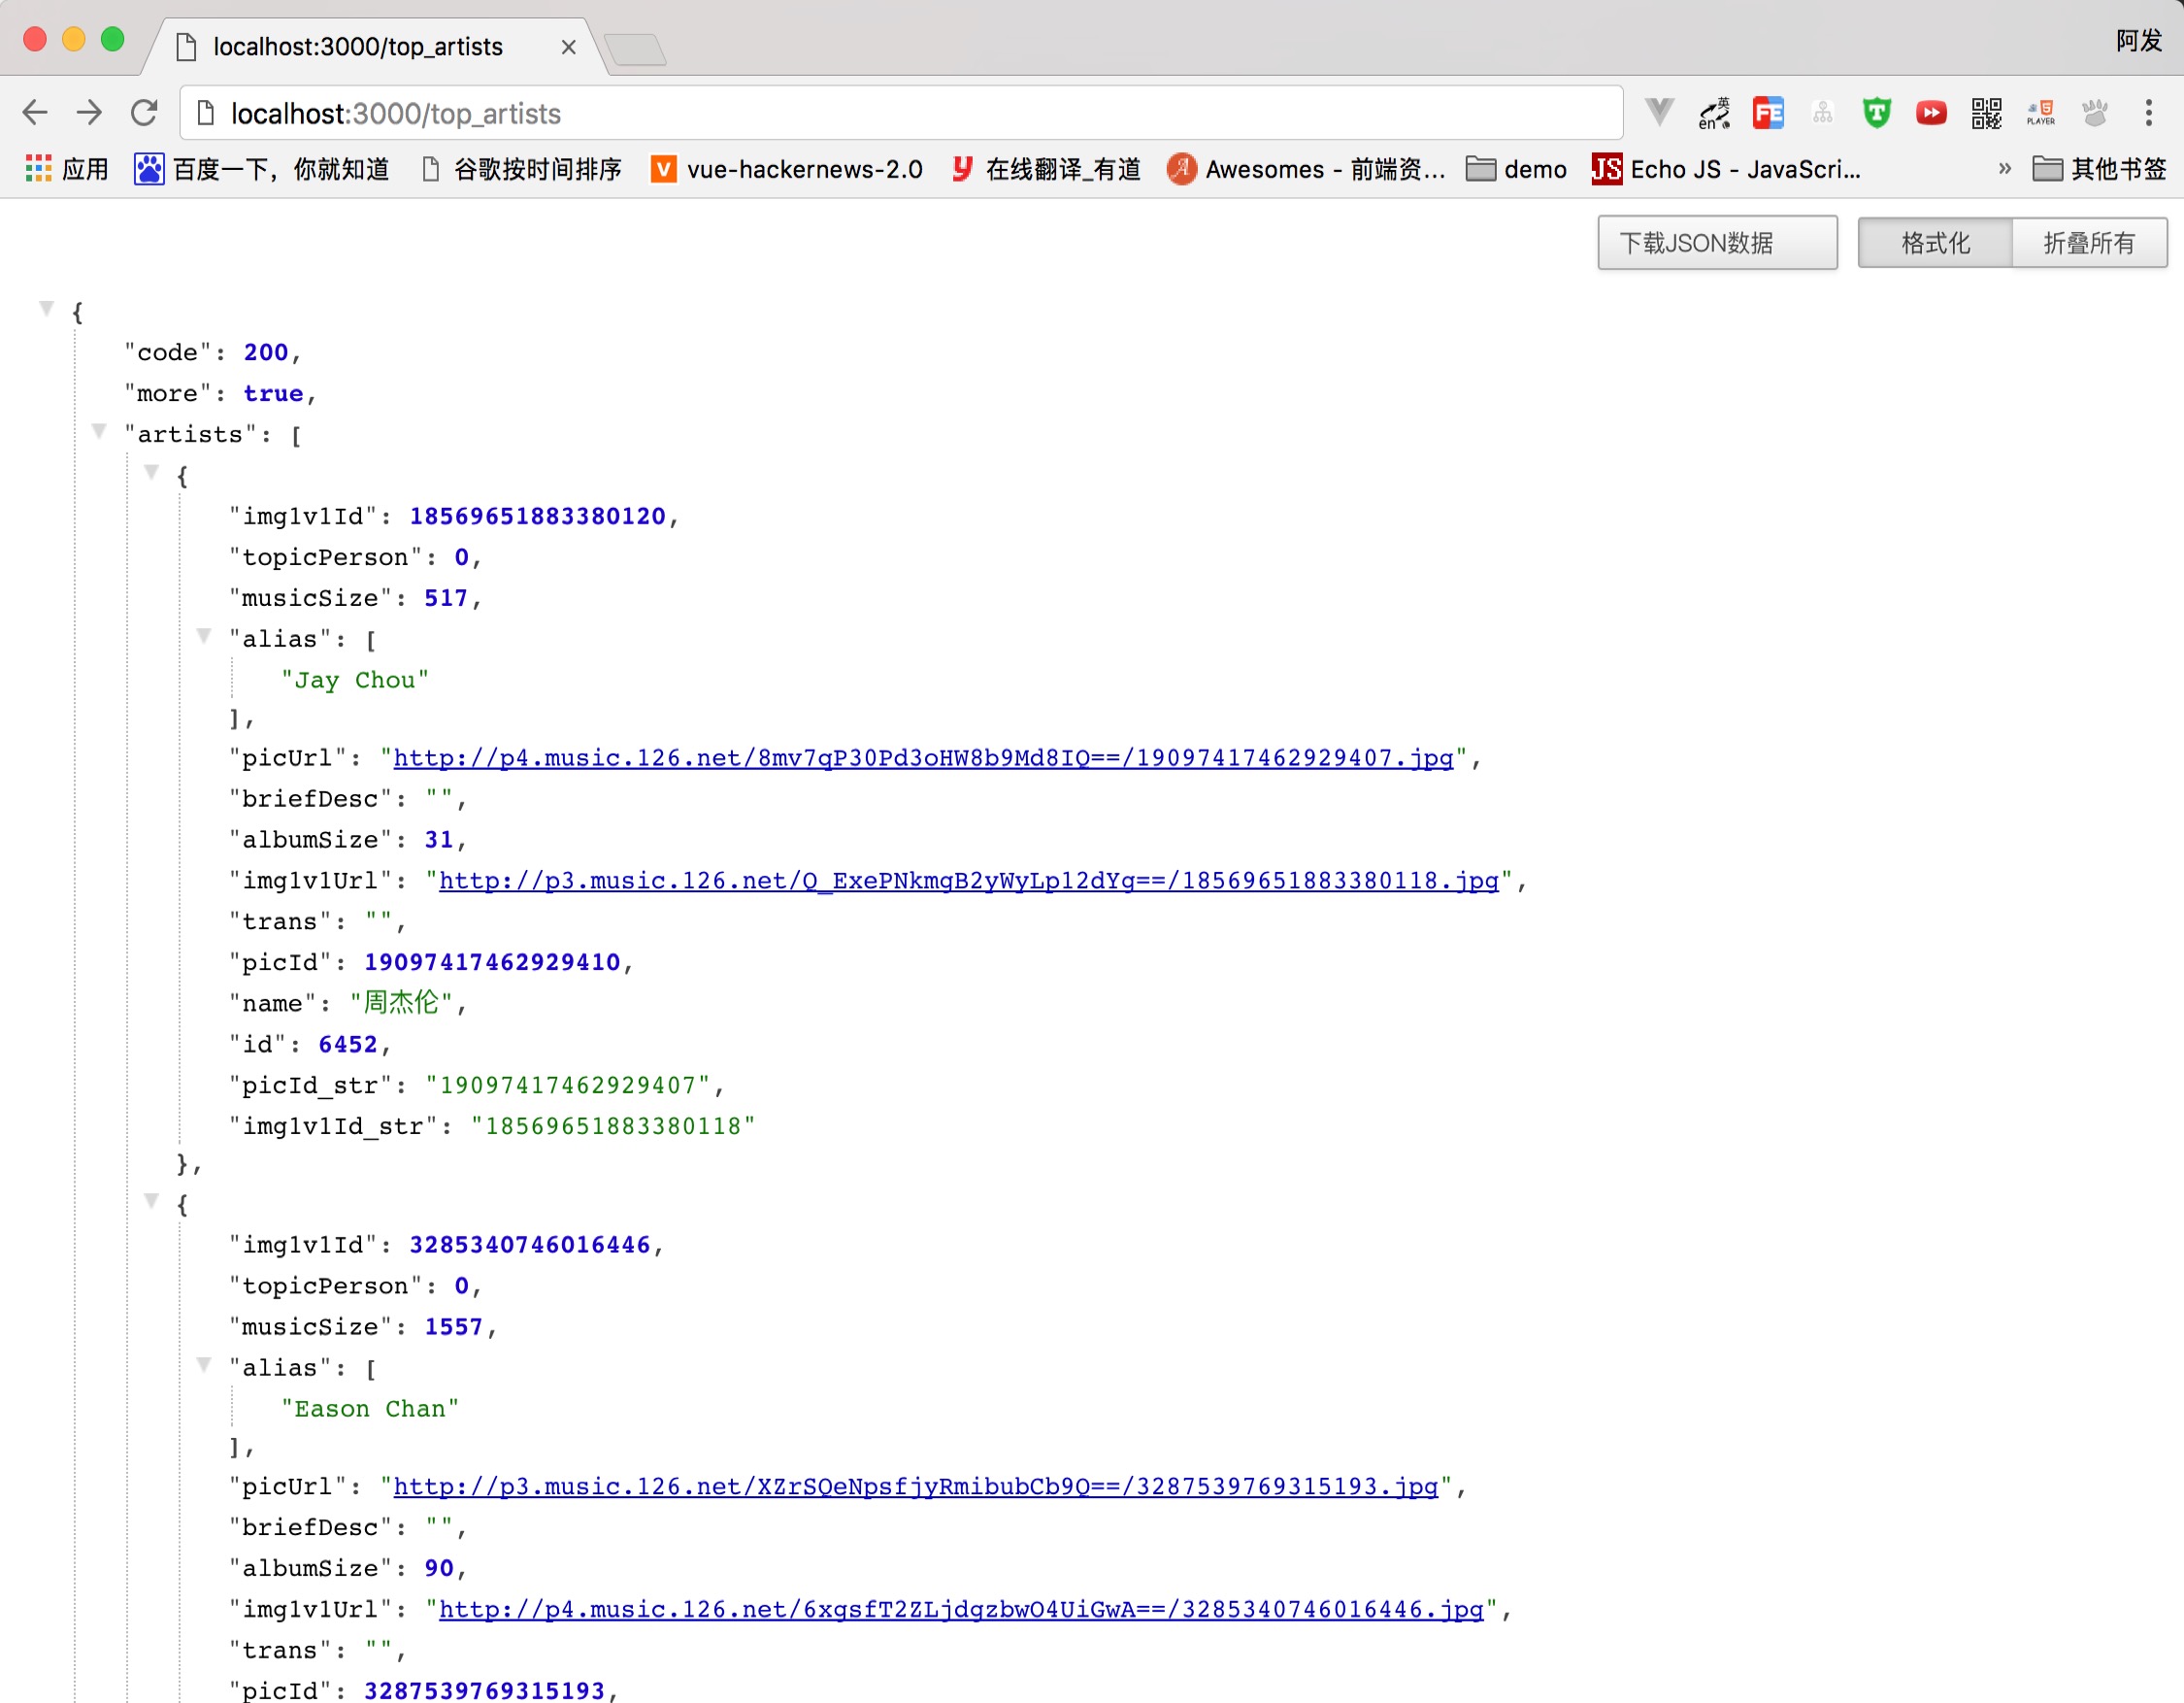 localhost:3000/top_artists
阿发
localhost:3000/top_artists
英
en
FE
T
5
PLAYER
应用 百度一下，你就知道 谷歌按时间排序 V vue-hackernews-2.0 y 在线翻译_有道 A Awesomes - 前端资... demo JS Echo JS - JavaScri... » 其他书签
下载JSON数据 格式化 折叠所有
{
"code": 200,
"more": true,
"artists": [
{
"img1v1Id": 18569651883380120,
"topicPerson": 0,
"musicSize": 517,
"alias": [
"Jay Chou"
],
"picUrl": "http://p4.music.126.net/8mv7qP30Pd3oHW8b9Md8IQ==/19097417462929407.jpg",
"briefDesc": "",
"albumSize": 31,
"img1v1Url": "http://p3.music.126.net/Q_ExePNkmgB2yWyLp12dYg==/18569651883380118.jpg",
"trans": "",
"picId": 19097417462929410,
"name": "周杰伦",
"id": 6452,
"picId_str": "19097417462929407",
"img1v1Id_str": "18569651883380118"
},
{
"img1v1Id": 3285340746016446,
"topicPerson": 0,
"musicSize": 1557,
"alias": [
"Eason Chan"
],
"picUrl": "http://p3.music.126.net/XZrSQeNpsfjyRmibubCb9Q==/3287539769315193.jpg",
"briefDesc": "",
"albumSize": 90,
"img1v1Url": "http://p4.music.126.net/6xgsfT2ZLjdgzbwO4UiGwA==/3285340746016446.jpg",
"trans": "",
"picId": 3287539769315193,